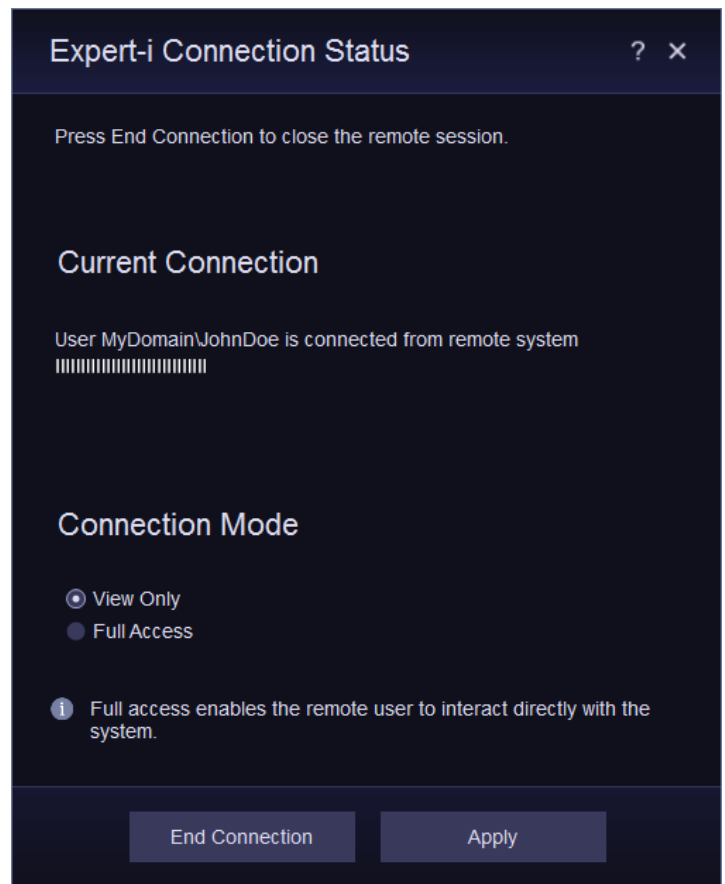 Expert-i Connection Status ? ×
Press End Connection to close the remote session.
Current Connection
User MyDomain\JohnDoe is connected from remote system
||||||||||||||||||||||||||||||
Connection Mode
View Only
Full Access
i Full access enables the remote user to interact directly with the
system.
End Connection Apply